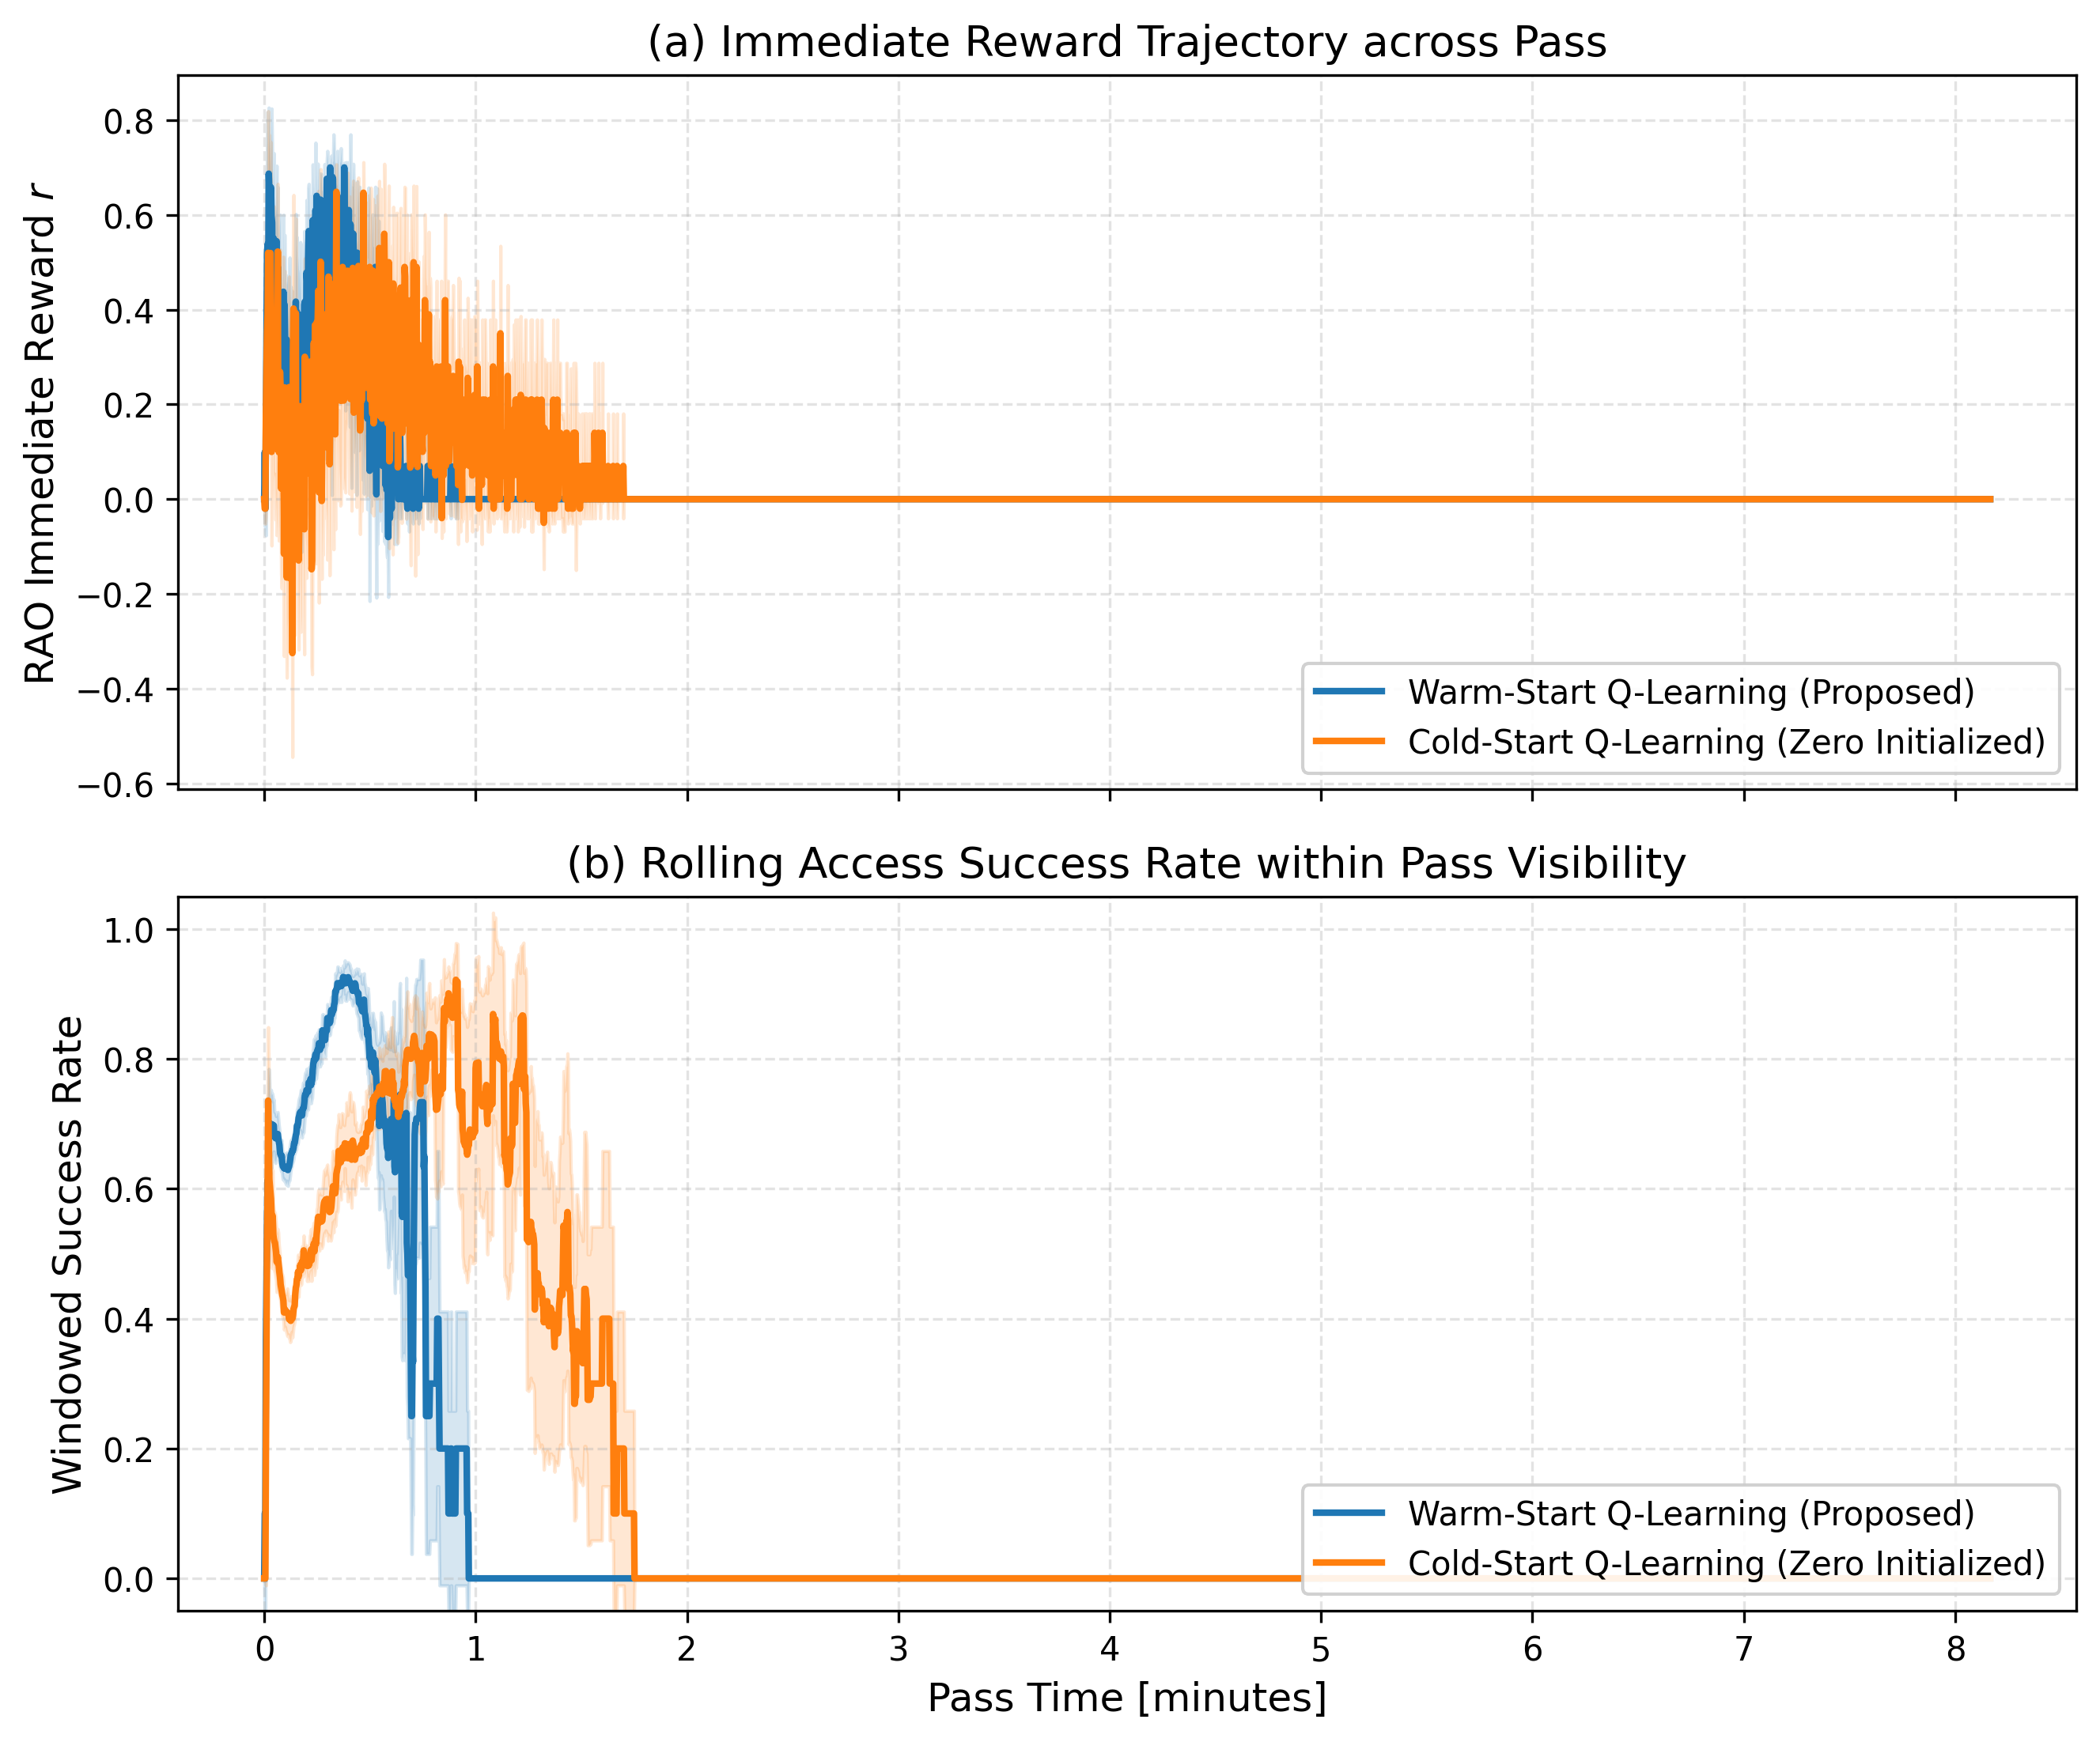 (a) Immediate Reward Trajectory across Pass
RAO Immediate Reward r
0.8
0.6
0.4
0.2
0.0
−0.2
−0.4
−0.6
Warm-Start Q-Learning (Proposed)
Cold-Start Q-Learning (Zero Initialized)
(b) Rolling Access Success Rate within Pass Visibility
Windowed Success Rate
1.0
0.8
0.6
0.4
0.2
0.0
Warm-Start Q-Learning (Proposed)
Cold-Start Q-Learning (Zero Initialized)
0 1 2 3 4 5 6 7 8
Pass Time [minutes]